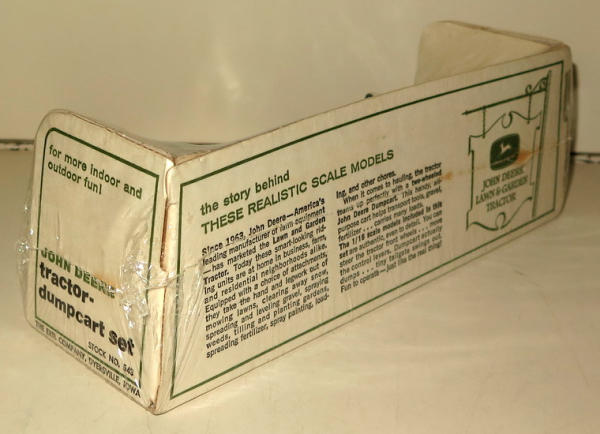 for more indoor and
outdoor fun!
JOHN DEERE
tractor-
dumpcart set
STOCK NO. 543
THE ERTL COMPANY, DYERSVILLE, IOWA
the story behind
THESE REALISTIC SCALE MODELS
Since 1963, John Deere—America's
leading manufacturer of farm equipment
—has marketed the Lawn and Garden
Tractor. Today these smart-looking rid-
ing units are at home in business, farm,
and residential neighborhoods alike.
Equipped with a choice of attachments,
they take the hand and legwork out of
mowing lawns, clearing away snow,
spreading and leveling gravel, spraying
weeds, tilling and planting gardens,
spreading fertilizer, spray painting, load-
ing, and other chores.
When it comes to hauling, the tractor
teams up perfectly with a two-wheeled
John Deere Dumpcart. This handy, all-
purpose cart helps transport tools, gravel,
fertilizer . . . carries many loads.
The 1/16 scale models included in this
set are authentic, even to detail. You can
steer the tractor front wheels . . .
the control levers. Dumpcart actually
dumps . . . tailgate
Fun to operate—just like the real thing!
JOHN DEERE
LAWN & GARDEN
TRACTOR